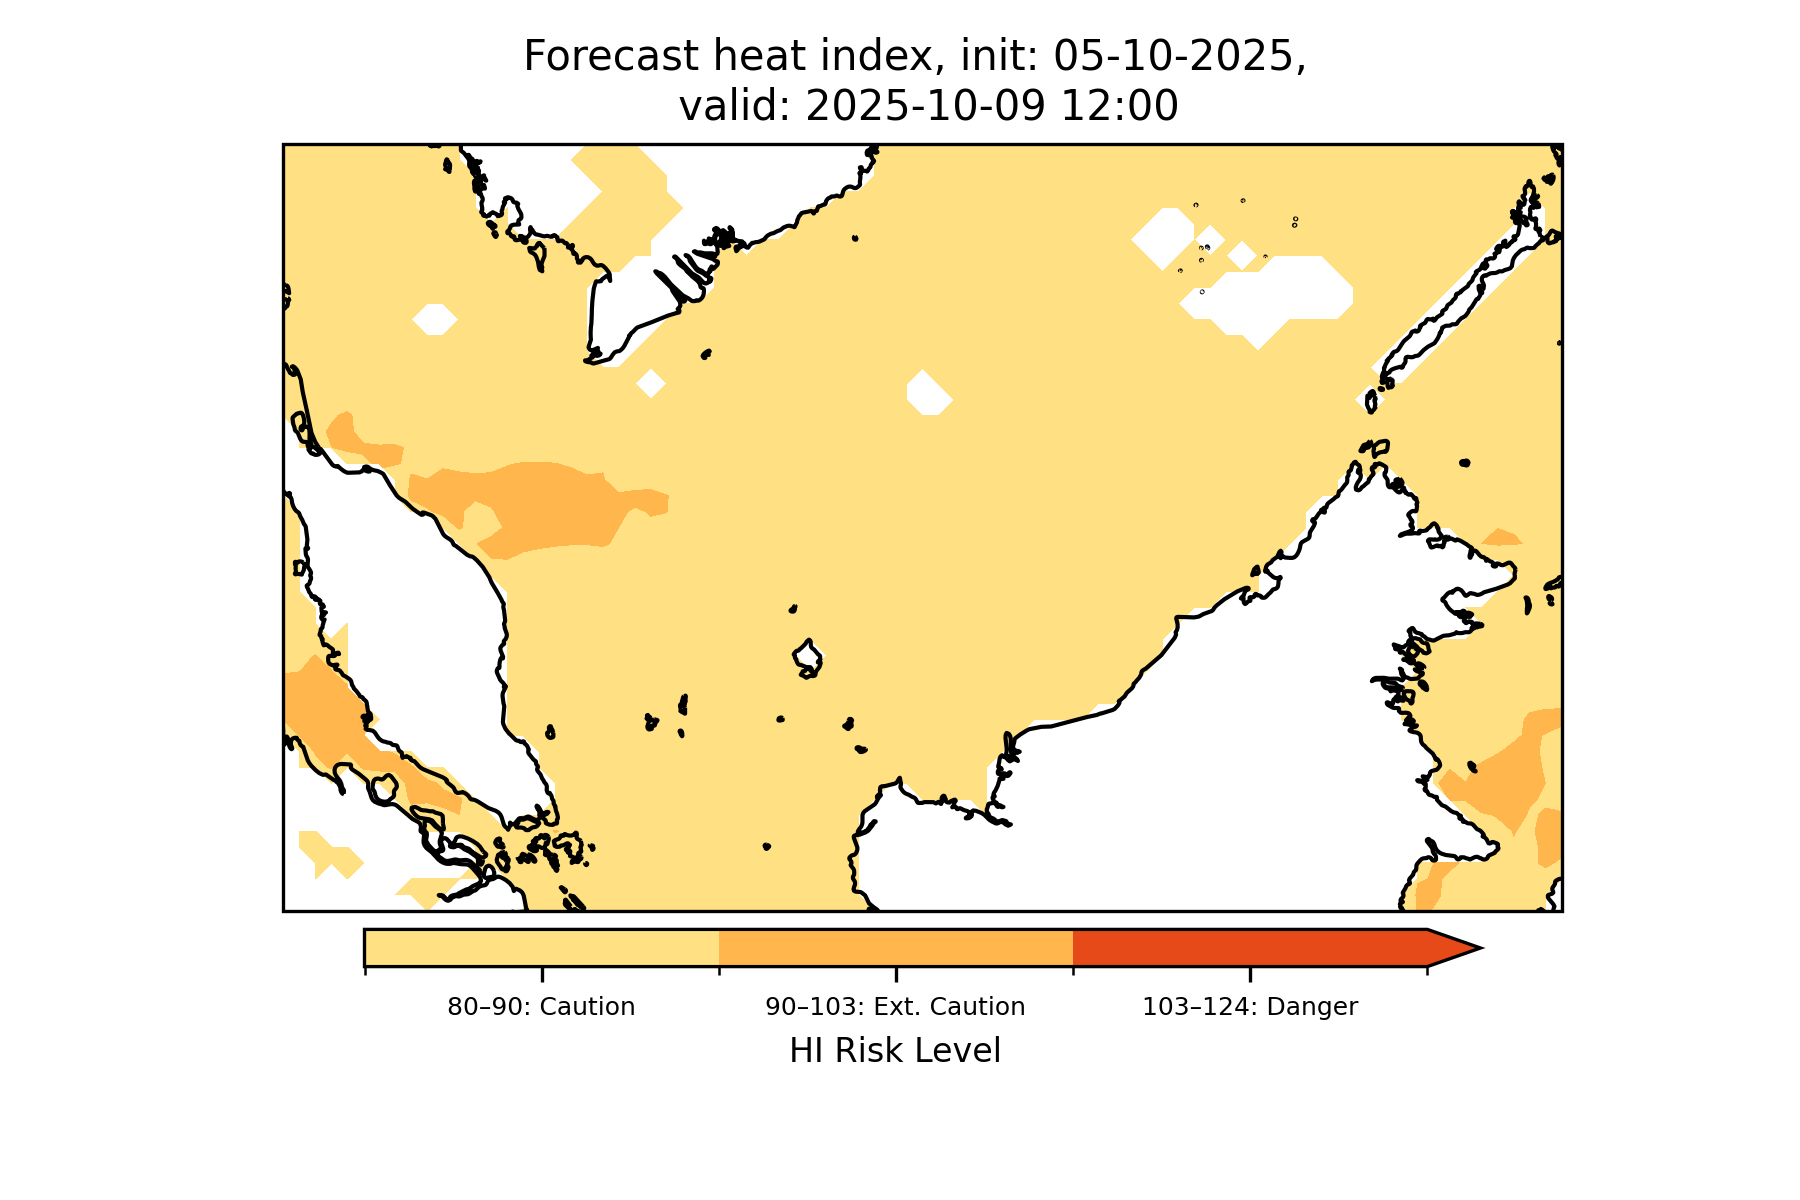 Forecast heat index, init: 05-10-2025,
valid: 2025-10-09 12:00
80–90: Caution
90–103: Ext. Caution
103–124: Danger
HI Risk Level